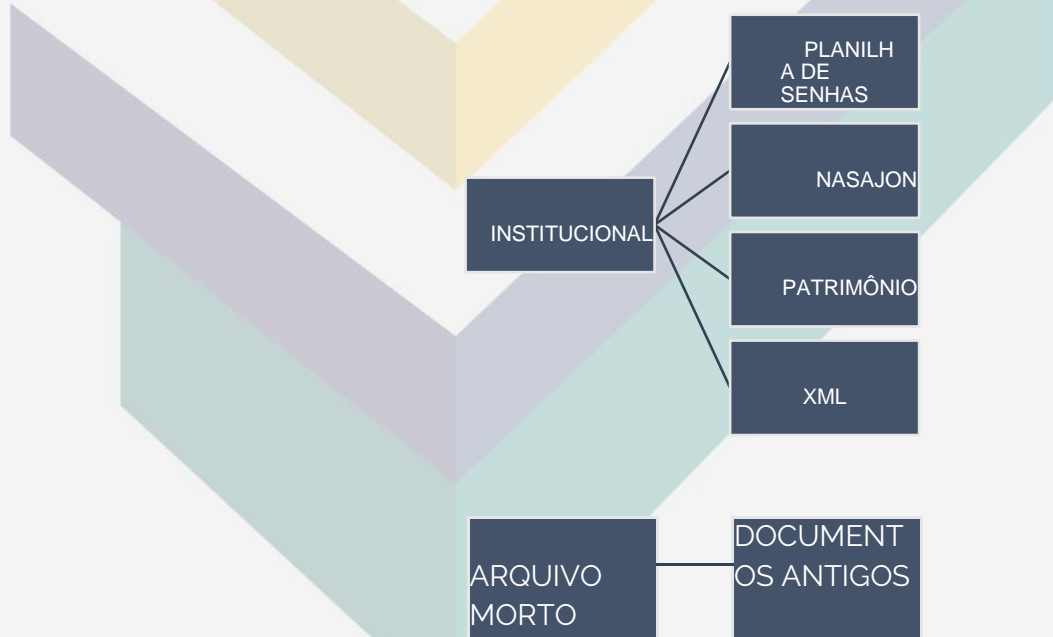 PLANILH
A DE
SENHAS
NASAJON
INSTITUCIONAL
PATRIMÔNIO
XML
ARQUIVO
MORTO
DOCUMENT
OS ANTIGOS